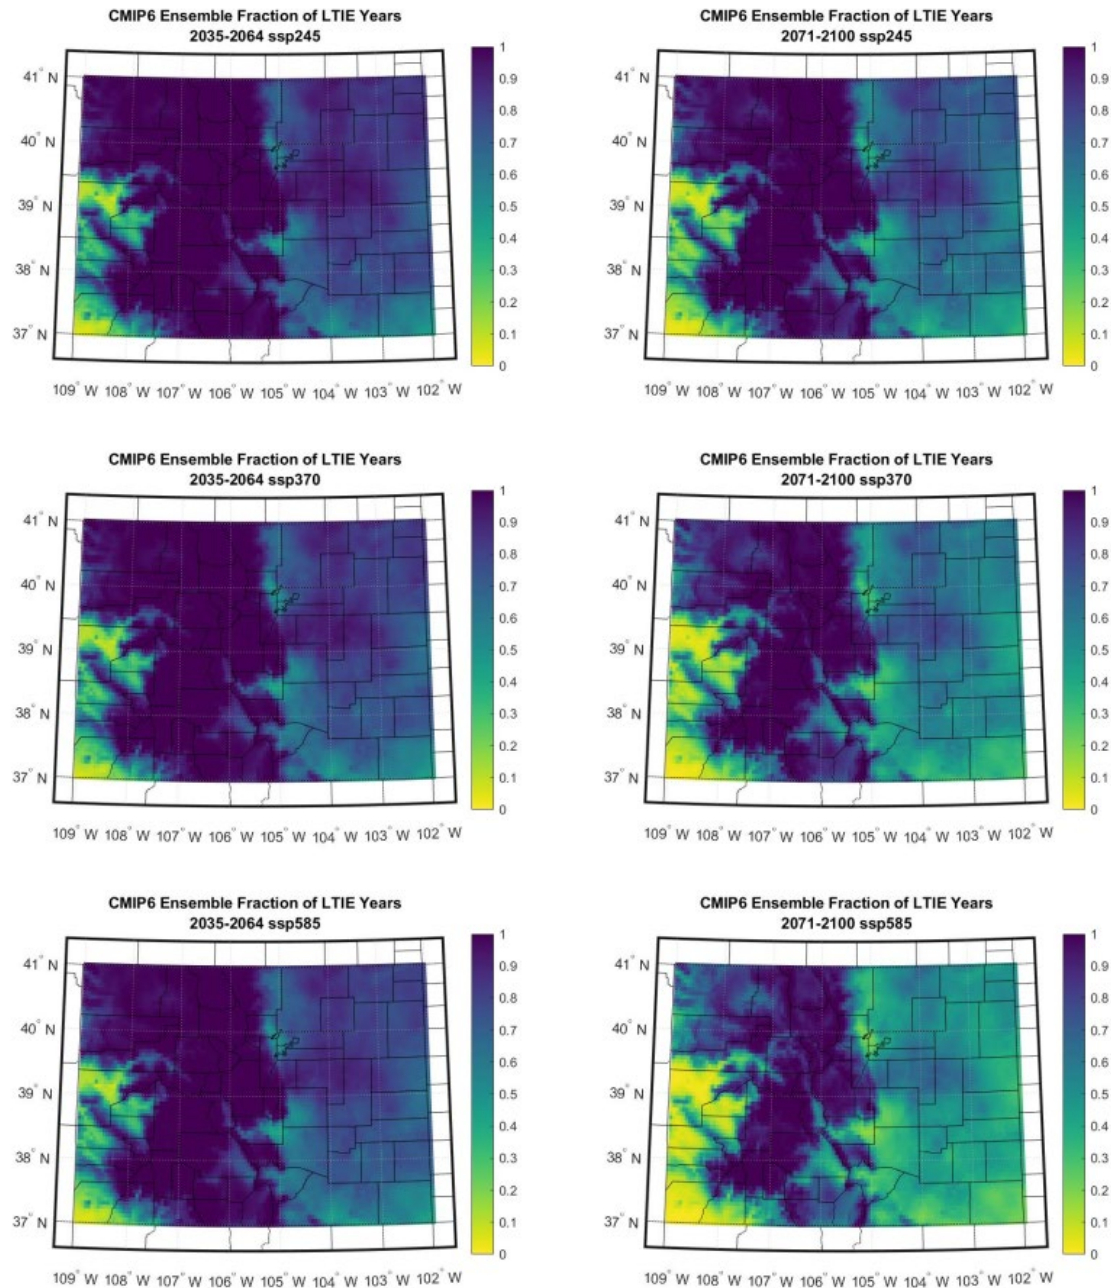 CMIP6 Ensemble Fraction of LTIE Years
2035-2064 ssp245
1
0.9
0.8
0.7
0.6
0.5
0.4
0.3
0.2
0.1
0
41° N
40° N
39° N
38° N
37° N
109° W 108° W 107° W 106° W 105° W 104° W 103° W 102° W
CMIP6 Ensemble Fraction of LTIE Years
2071-2100 ssp245
1
0.9
0.8
0.7
0.6
0.5
0.4
0.3
0.2
0.1
0
41° N
40° N
39° N
38° N
37° N
109° W 108° W 107° W 106° W 105° W 104° W 103° W 102° W
CMIP6 Ensemble Fraction of LTIE Years
2035-2064 ssp370
1
0.9
0.8
0.7
0.6
0.5
0.4
0.3
0.2
0.1
0
41° N
40° N
39° N
38° N
37° N
109° W 108° W 107° W 106° W 105° W 104° W 103° W 102° W
CMIP6 Ensemble Fraction of LTIE Years
2071-2100 ssp370
1
0.9
0.8
0.7
0.6
0.5
0.4
0.3
0.2
0.1
0
41° N
40° N
39° N
38° N
37° N
109° W 108° W 107° W 106° W 105° W 104° W 103° W 102° W
CMIP6 Ensemble Fraction of LTIE Years
2035-2064 ssp585
1
0.9
0.8
0.7
0.6
0.5
0.4
0.3
0.2
0.1
0
41° N
40° N
39° N
38° N
37° N
109° W 108° W 107° W 106° W 105° W 104° W 103° W 102° W
CMIP6 Ensemble Fraction of LTIE Years
2071-2100 ssp585
1
0.9
0.8
0.7
0.6
0.5
0.4
0.3
0.2
0.1
0
41° N
40° N
39° N
38° N
37° N
109° W 108° W 107° W 106° W 105° W 104° W 103° W 102° W